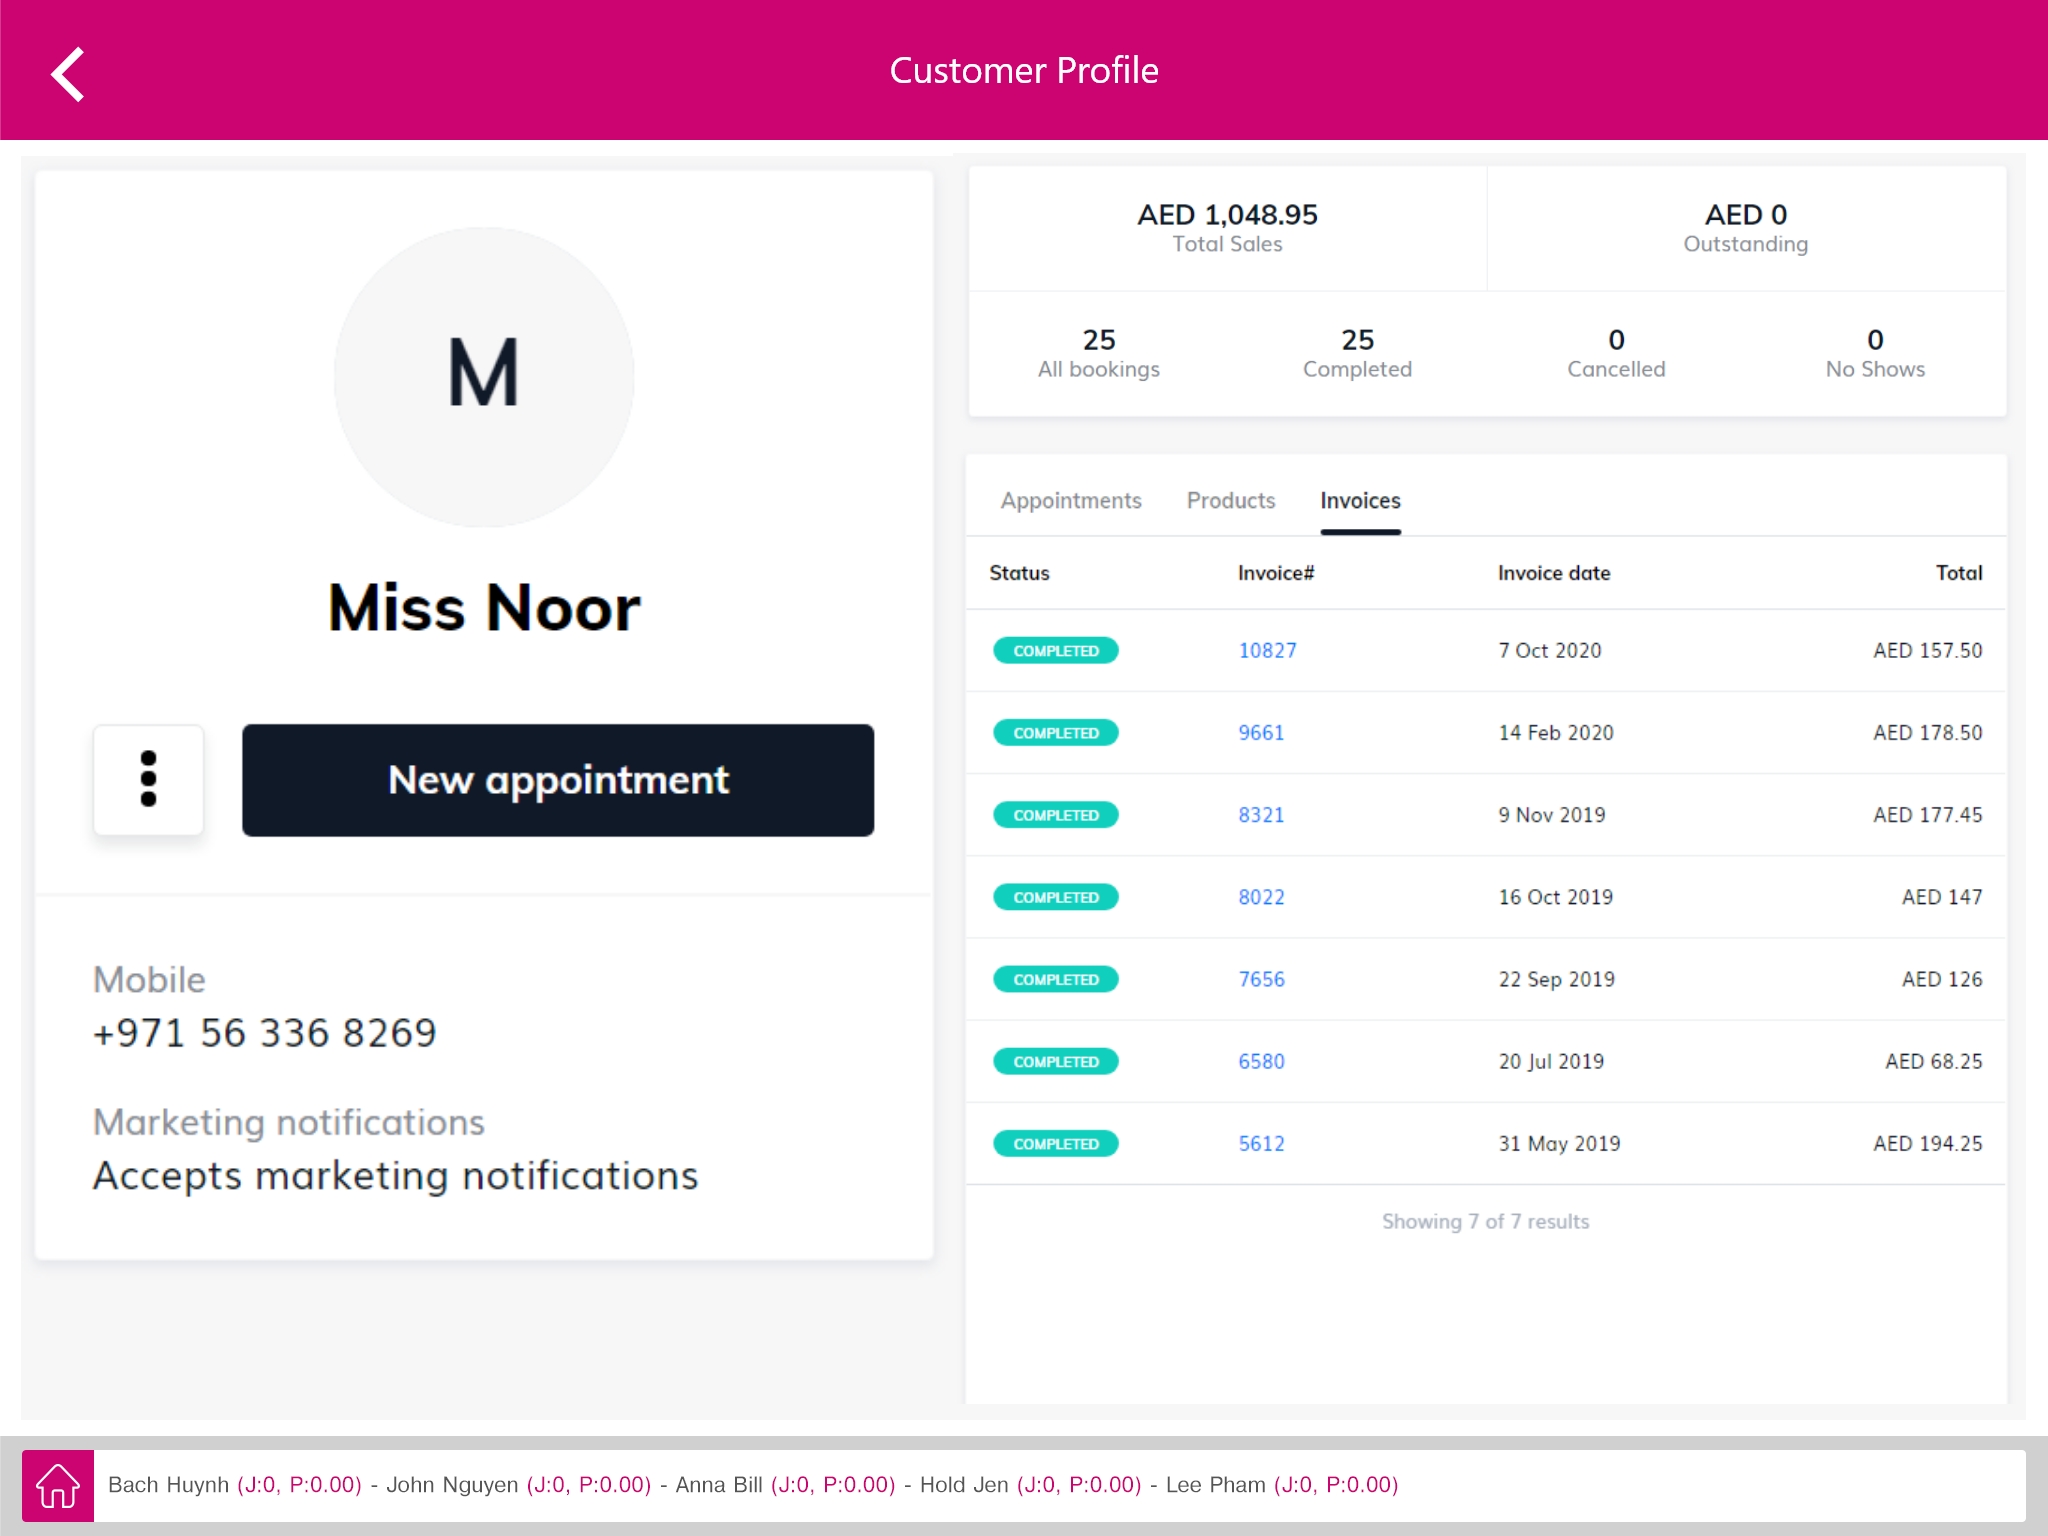 Customer Profile
M
Miss Noor
New appointment
Mobile
+971 56 336 8269
Marketing notifications
Accepts marketing notifications
AED 1,048.95 AED 0
Total Sales Outstanding
25 25 0 0
All bookings Completed Cancelled No Shows
Appointments Products Invoices
Status Invoice# Invoice date Total
COMPLETED 10827 7 Oct 2020 AED 157.50
COMPLETED 9661 14 Feb 2020 AED 178.50
COMPLETED 8321 9 Nov 2019 AED 177.45
COMPLETED 8022 16 Oct 2019 AED 147
COMPLETED 7656 22 Sep 2019 AED 126
COMPLETED 6580 20 Jul 2019 AED 68.25
COMPLETED 5612 31 May 2019 AED 194.25
Showing 7 of 7 results
Bach Huynh (J:0, P:0.00) - John Nguyen (J:0, P:0.00) - Anna Bill (J:0, P:0.00) - Hold Jen (J:0, P:0.00) - Lee Pham (J:0, P:0.00)